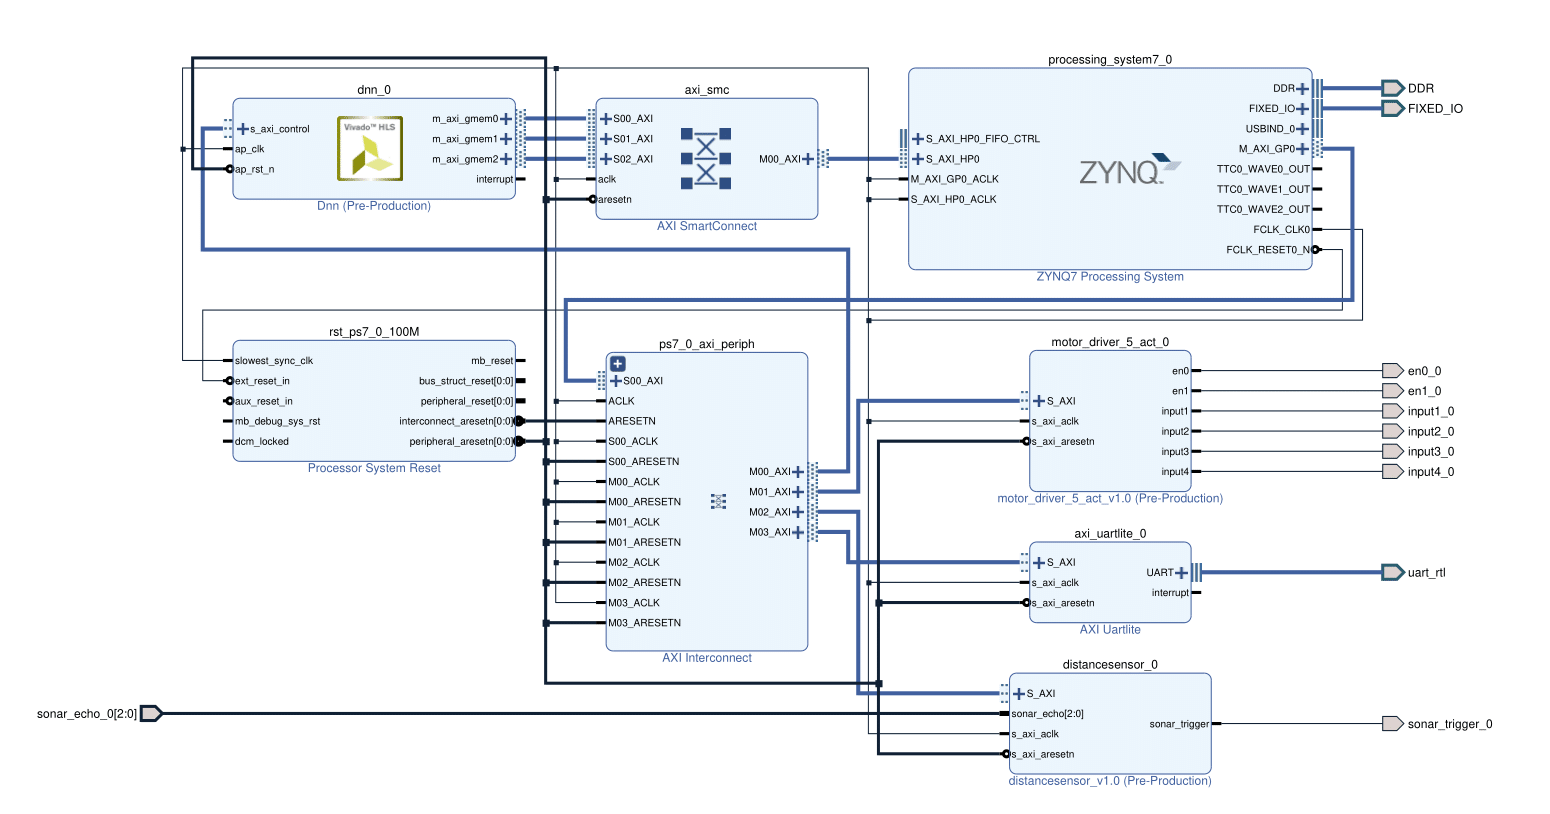 dnn_0
s_axi_control
ap_clk
ap_rst_n
Vivado™ HLS
m_axi_gmem0
m_axi_gmem1
m_axi_gmem2
interrupt
Dnn (Pre-Production)
axi_smc
S00_AXI
S01_AXI
S02_AXI
aclk
aresetn
M00_AXI
AXI SmartConnect
processing_system7_0
S_AXI_HP0_FIFO_CTRL
S_AXI_HP0
M_AXI_GP0_ACLK
S_AXI_HP0_ACLK
ZYNQ
DDR
FIXED_IO
USBIND_0
M_AXI_GP0
TTC0_WAVE0_OUT
TTC0_WAVE1_OUT
TTC0_WAVE2_OUT
FCLK_CLK0
FCLK_RESET0_N
ZYNQ7 Processing System
DDR
FIXED_IO
rst_ps7_0_100M
slowest_sync_clk
ext_reset_in
aux_reset_in
mb_debug_sys_rst
dcm_locked
mb_reset
bus_struct_reset[0:0]
peripheral_reset[0:0]
interconnect_aresetn[0:0]
peripheral_aresetn[0:0]
Processor System Reset
ps7_0_axi_periph
S00_AXI
ACLK
ARESETN
S00_ACLK
S00_ARESETN
M00_ACLK
M00_ARESETN
M01_ACLK
M01_ARESETN
M02_ACLK
M02_ARESETN
M03_ACLK
M03_ARESETN
M00_AXI
M01_AXI
M02_AXI
M03_AXI
AXI Interconnect
motor_driver_5_act_0
S_AXI
s_axi_aclk
s_axi_aresetn
en0
en1
input1
input2
input3
input4
motor_driver_5_act_v1.0 (Pre-Production)
en0_0
en1_0
input1_0
input2_0
input3_0
input4_0
axi_uartlite_0
S_AXI
s_axi_aclk
s_axi_aresetn
UART
interrupt
AXI Uartlite
uart_rtl
distancesensor_0
S_AXI
sonar_echo[2:0]
s_axi_aclk
s_axi_aresetn
sonar_trigger
distancesensor_v1.0 (Pre-Production)
sonar_echo_0[2:0]
sonar_trigger_0